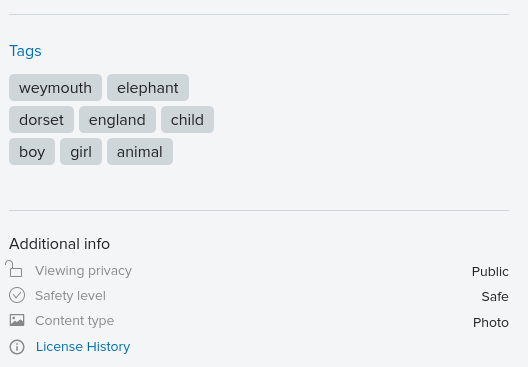 Tags
weymouth elephant
dorset england child
boy girl animal
Additional info
Viewing privacy Public
Safety level Safe
Content type Photo
License History